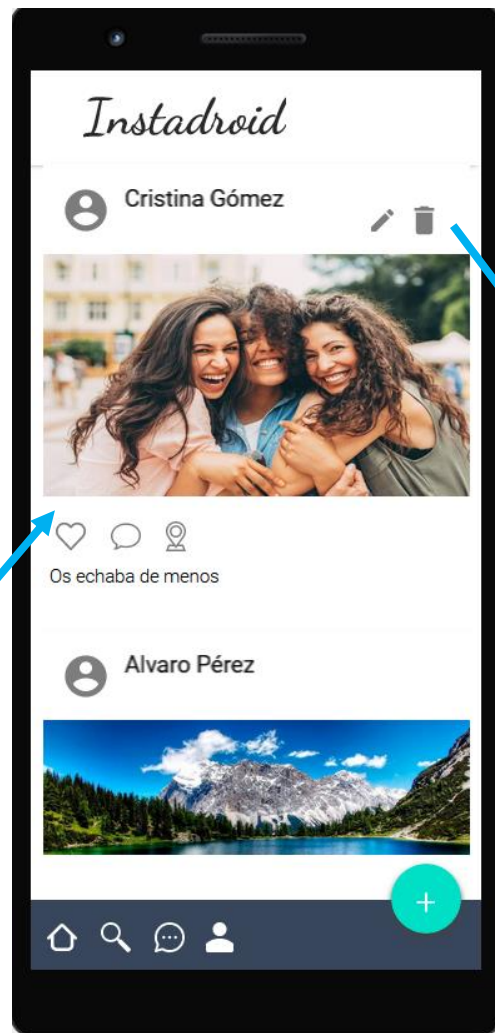 Instadroid
Cristina Gómez
Os echaba de menos
Alvaro Pérez